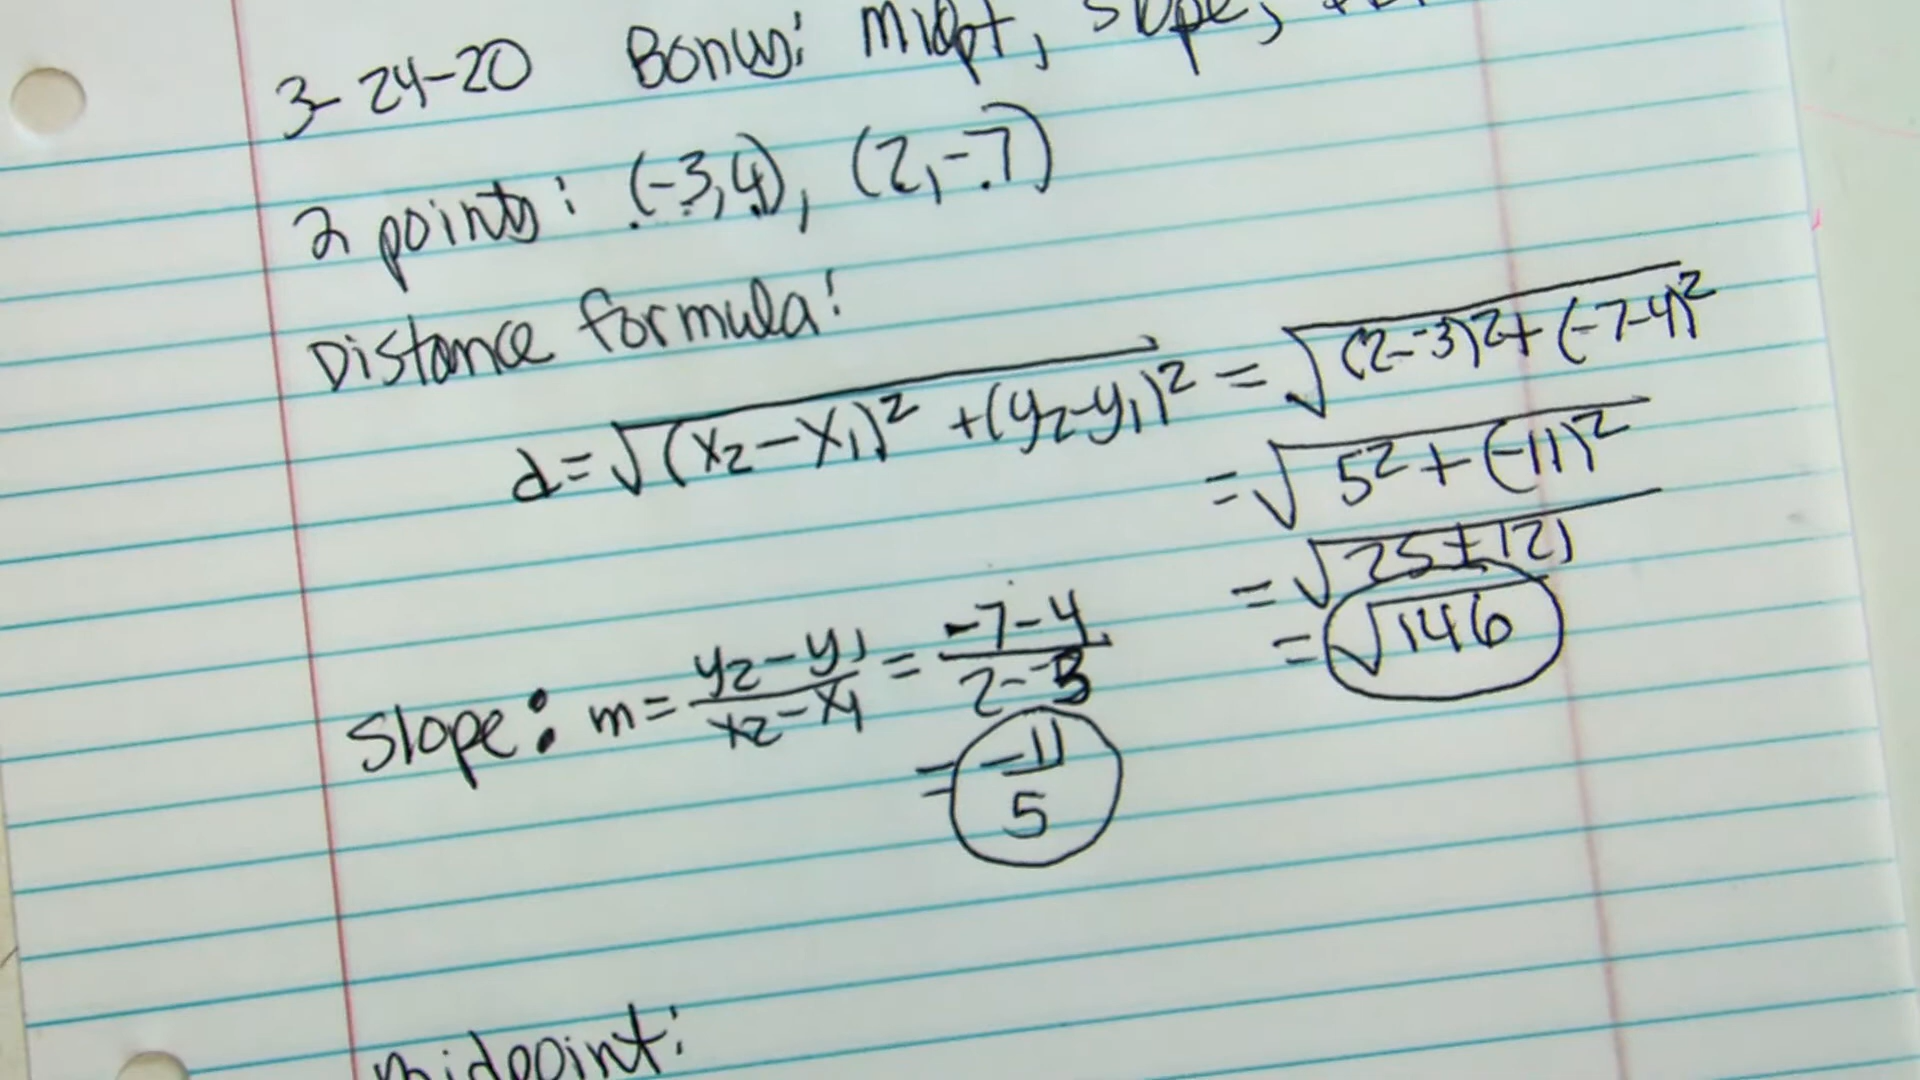 3-24-20 Bonus: midpt, slope,
2 points: (-3,4), (2,-7)
Distance formula:
d=√(x₂-x₁)² +(y₂-y₁)² = √(2--3)²+(-7-4)²
=√5²+(-11)²
=√25+121
=√146
Slope: m= y₂-y₁/x₂-x₁ = -7-4/2--3
= -11/5
midpoint: